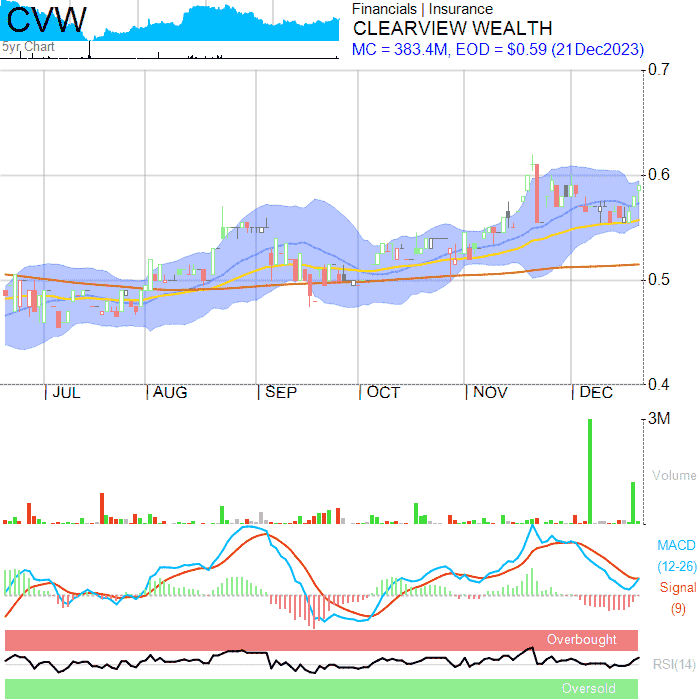 CVW
5yr Chart
Financials | Insurance
CLEARVIEW WEALTH
MC = 383.4M, EOD = $0.59 (21Dec2023)
0.7
0.6
0.5
0.4
JUL AUG SEP OCT NOV DEC
3M
Volume
MACD
(12-26)
Signal
(9)
Overbought
RSI(14)
Oversold